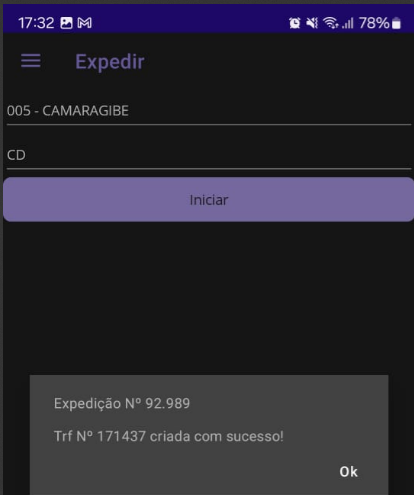 17:32 78%
Expedir
005 - CAMARAGIBE
CD
Iniciar
Expedição Nº 92.989
Trf Nº 171437 criada com sucesso!
Ok